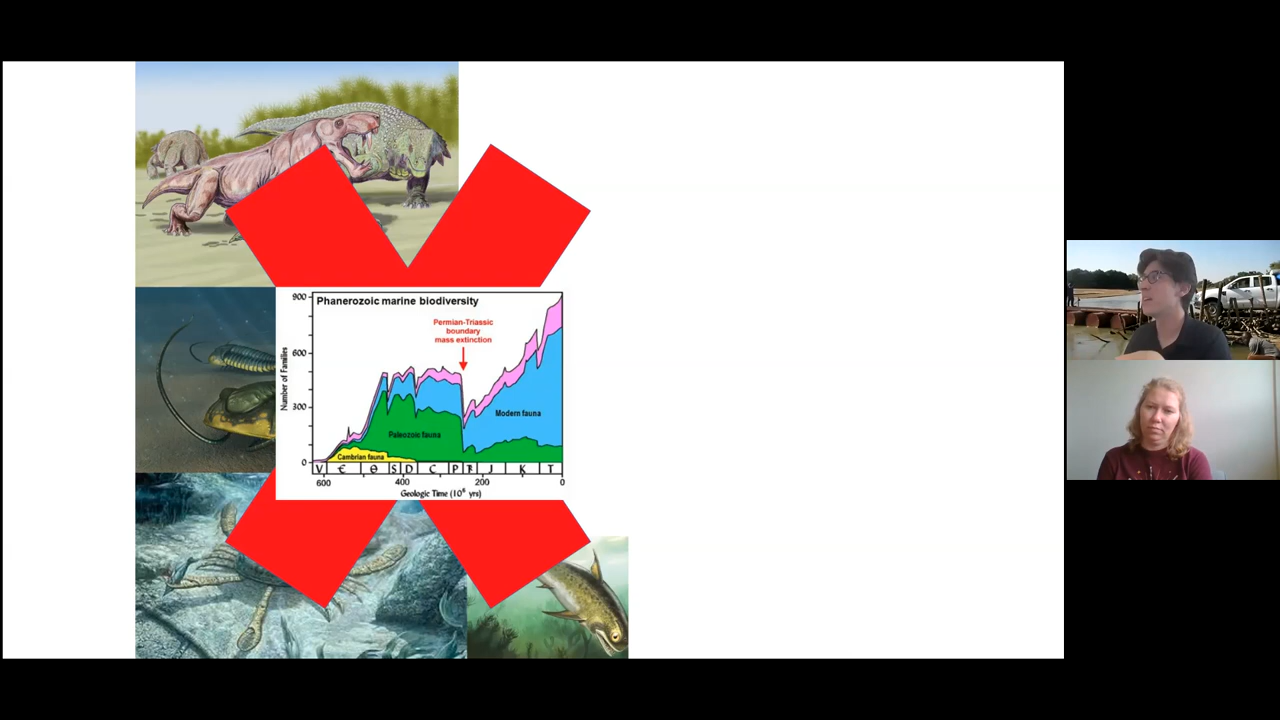 Phanerozoic marine biodiversity
Permian-Triassic
boundary
mass extinction
Number of Families
900
600
300
0
Modern fauna
Paleozoic fauna
Cambrian fauna
V Є Ѳ S D C P Ŧ J K T
600 400 200 0
Geologic Time (10⁶ yrs)